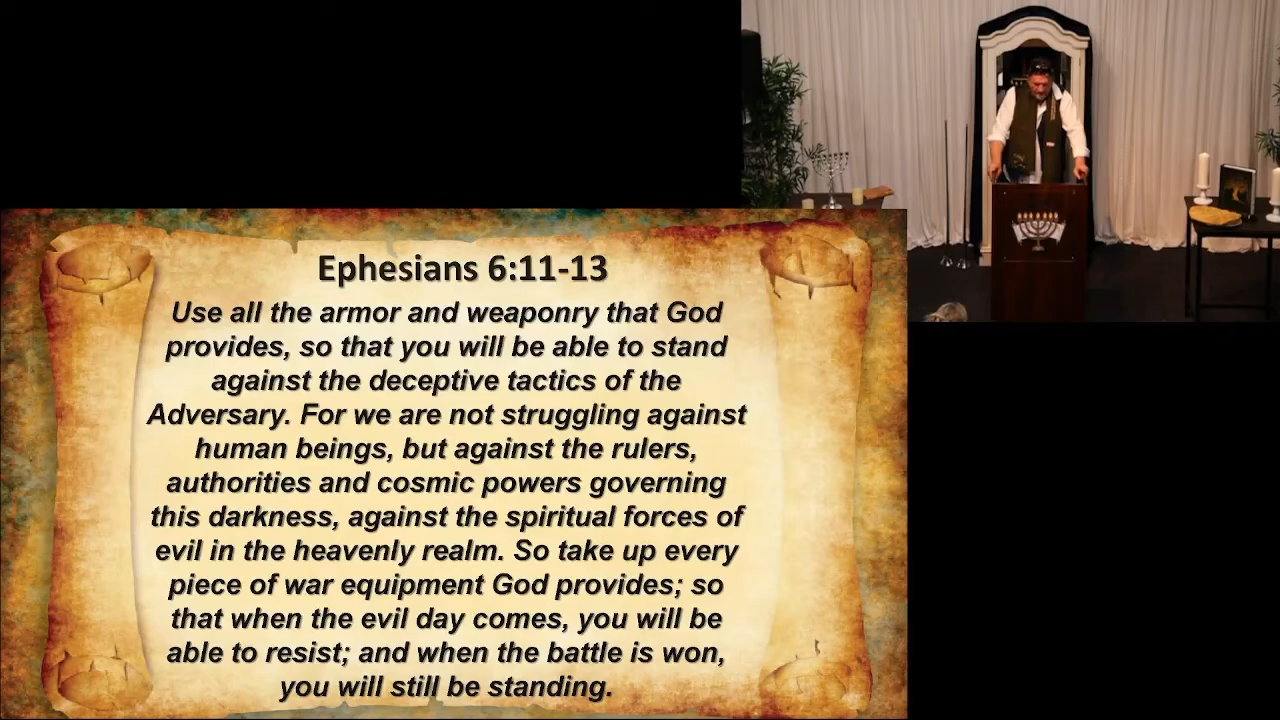 Ephesians 6:11-13
Use all the armor and weaponry that God
provides, so that you will be able to stand
against the deceptive tactics of the
Adversary. For we are not struggling against
human beings, but against the rulers,
authorities and cosmic powers governing
this darkness, against the spiritual forces of
evil in the heavenly realm. So take up every
piece of war equipment God provides; so
that when the evil day comes, you will be
able to resist; and when the battle is won,
you will still be standing.